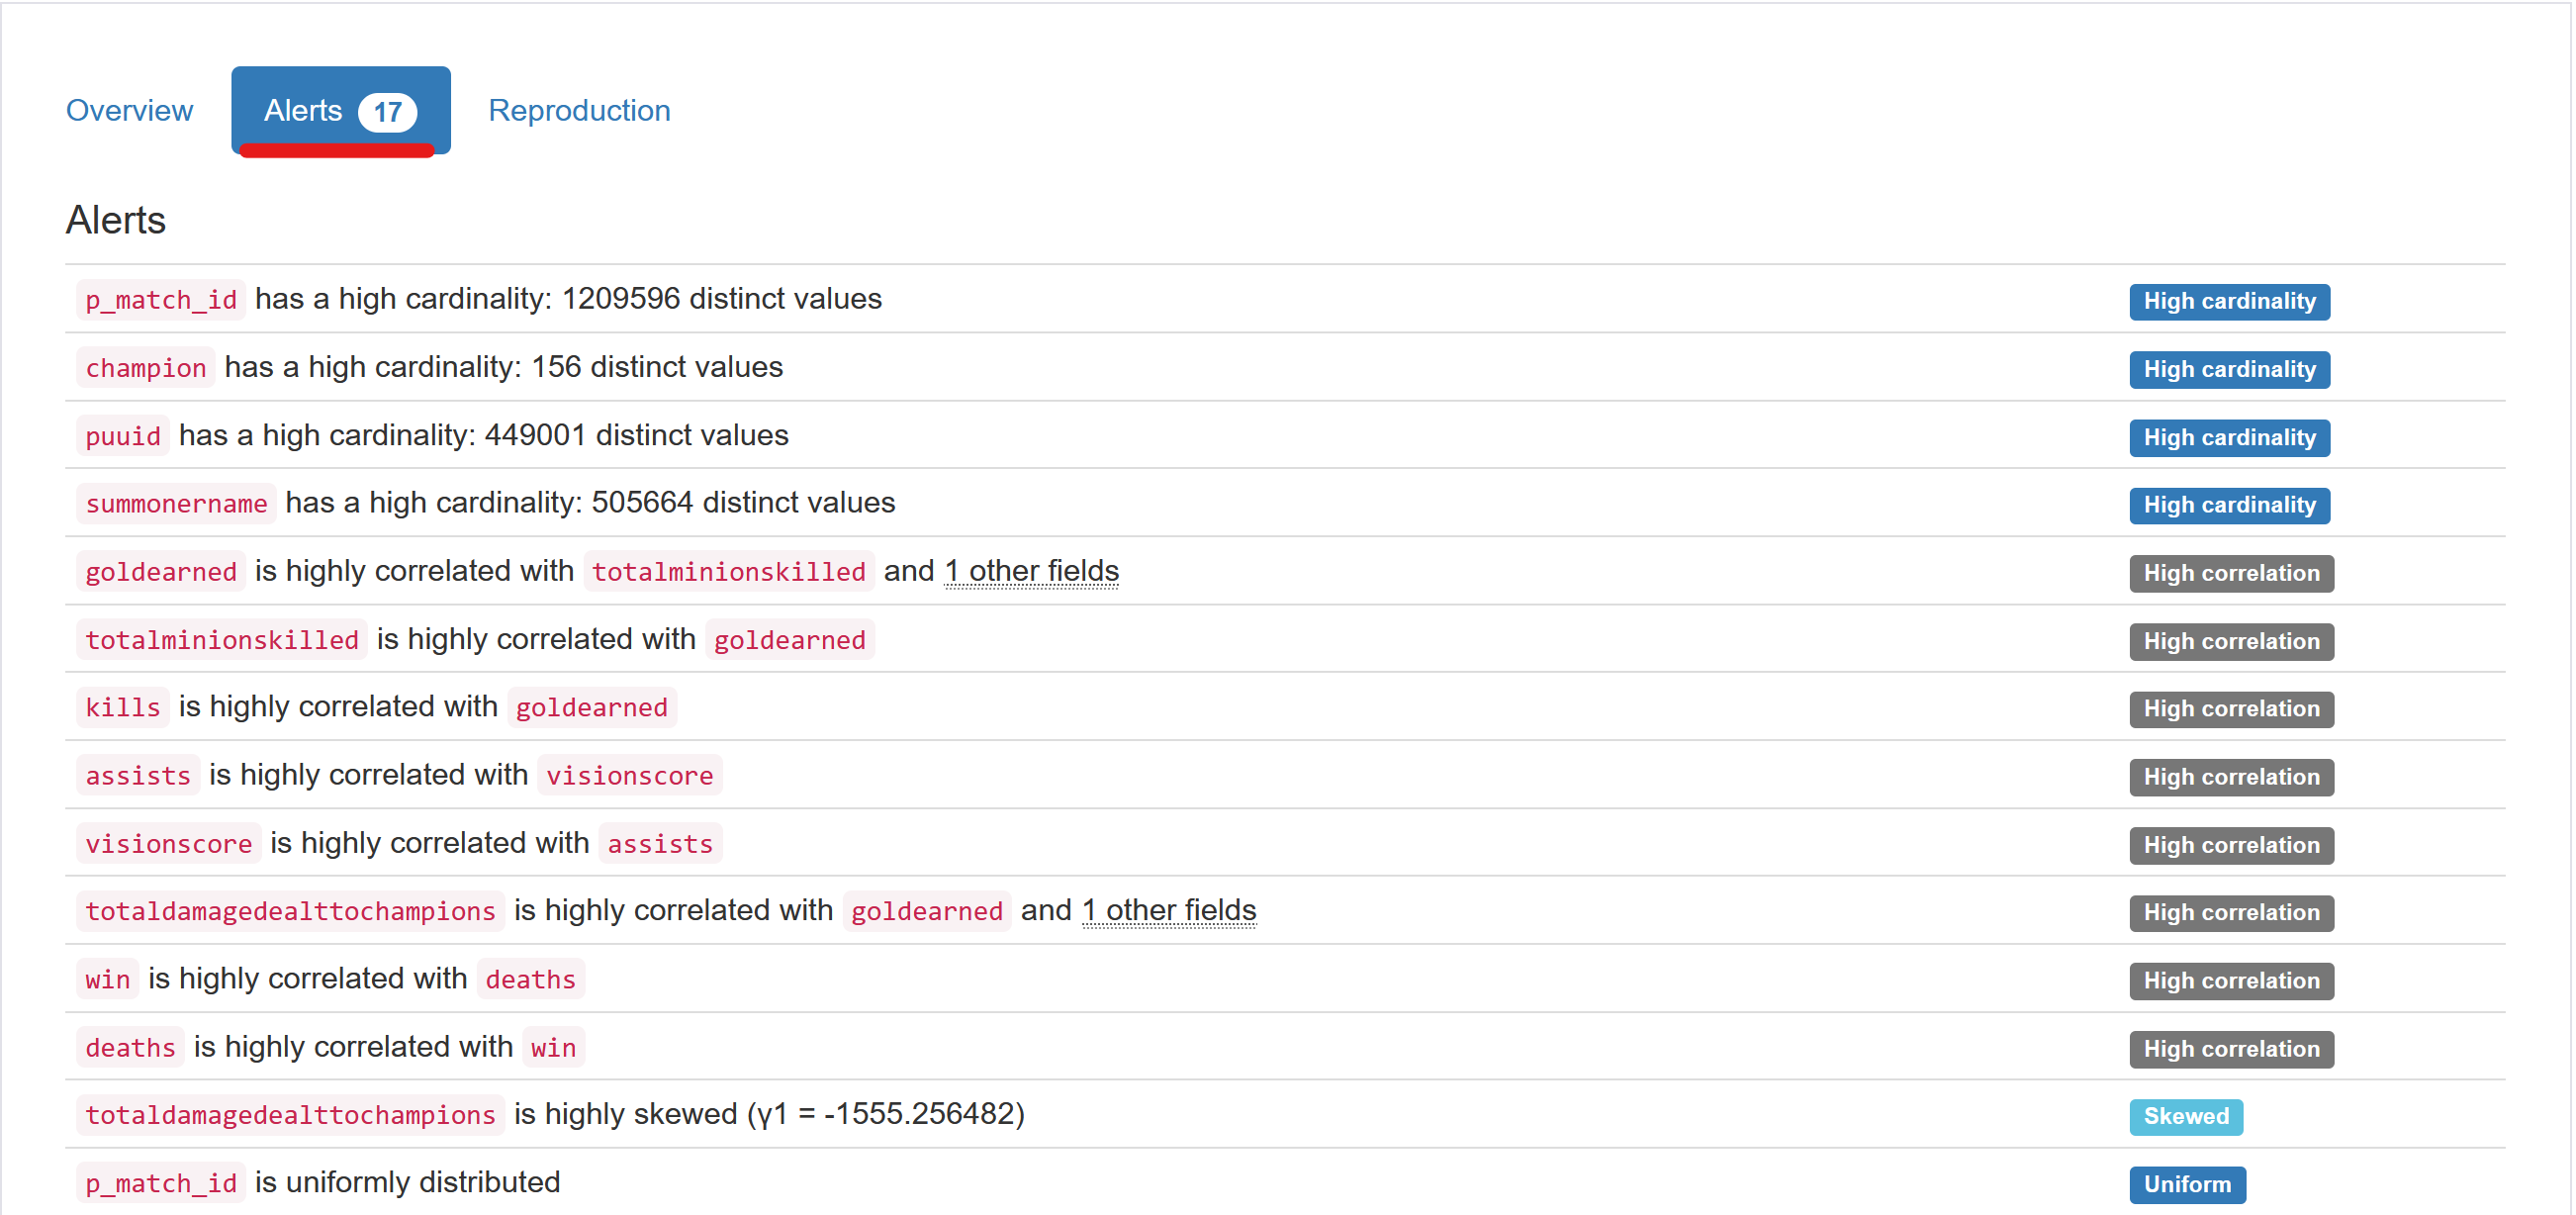 Overview Alerts 17 Reproduction
Alerts
p_match_id has a high cardinality: 1209596 distinct values High cardinality
champion has a high cardinality: 156 distinct values High cardinality
puuid has a high cardinality: 449001 distinct values High cardinality
summonername has a high cardinality: 505664 distinct values High cardinality
goldearned is highly correlated with totalminionskilled and 1 other fields High correlation
totalminionskilled is highly correlated with goldearned High correlation
kills is highly correlated with goldearned High correlation
assists is highly correlated with visionscore High correlation
visionscore is highly correlated with assists High correlation
totaldamagedealttochampions is highly correlated with goldearned and 1 other fields High correlation
win is highly correlated with deaths High correlation
deaths is highly correlated with win High correlation
totaldamagedealttochampions is highly skewed (γ1 = -1555.256482) Skewed
p_match_id is uniformly distributed Uniform